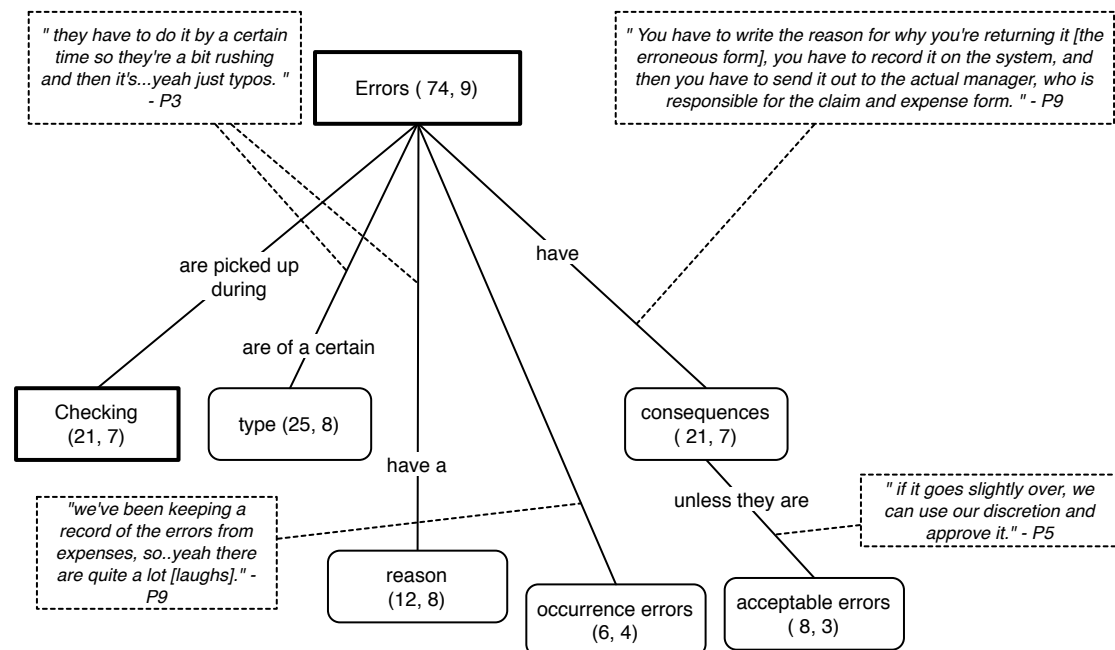 " they have to do it by a certain
time so they're a bit rushing
and then it's...yeah just typos. "
- P3
Errors ( 74, 9)
" You have to write the reason for why you're returning it [the
erroneous form], you have to record it on the system, and
then you have to send it out to the actual manager, who is
responsible for the claim and expense form. " - P9
are picked up
during
have
are of a certain
Checking
(21, 7)
type (25, 8)
consequences
( 21, 7)
have a
unless they are
"we've been keeping a
record of the errors from
expenses, so..yeah there
are quite a lot [laughs]." -
P9
" if it goes slightly over, we
can use our discretion and
approve it." - P5
reason
(12, 8)
occurrence errors
(6, 4)
acceptable errors
( 8, 3)